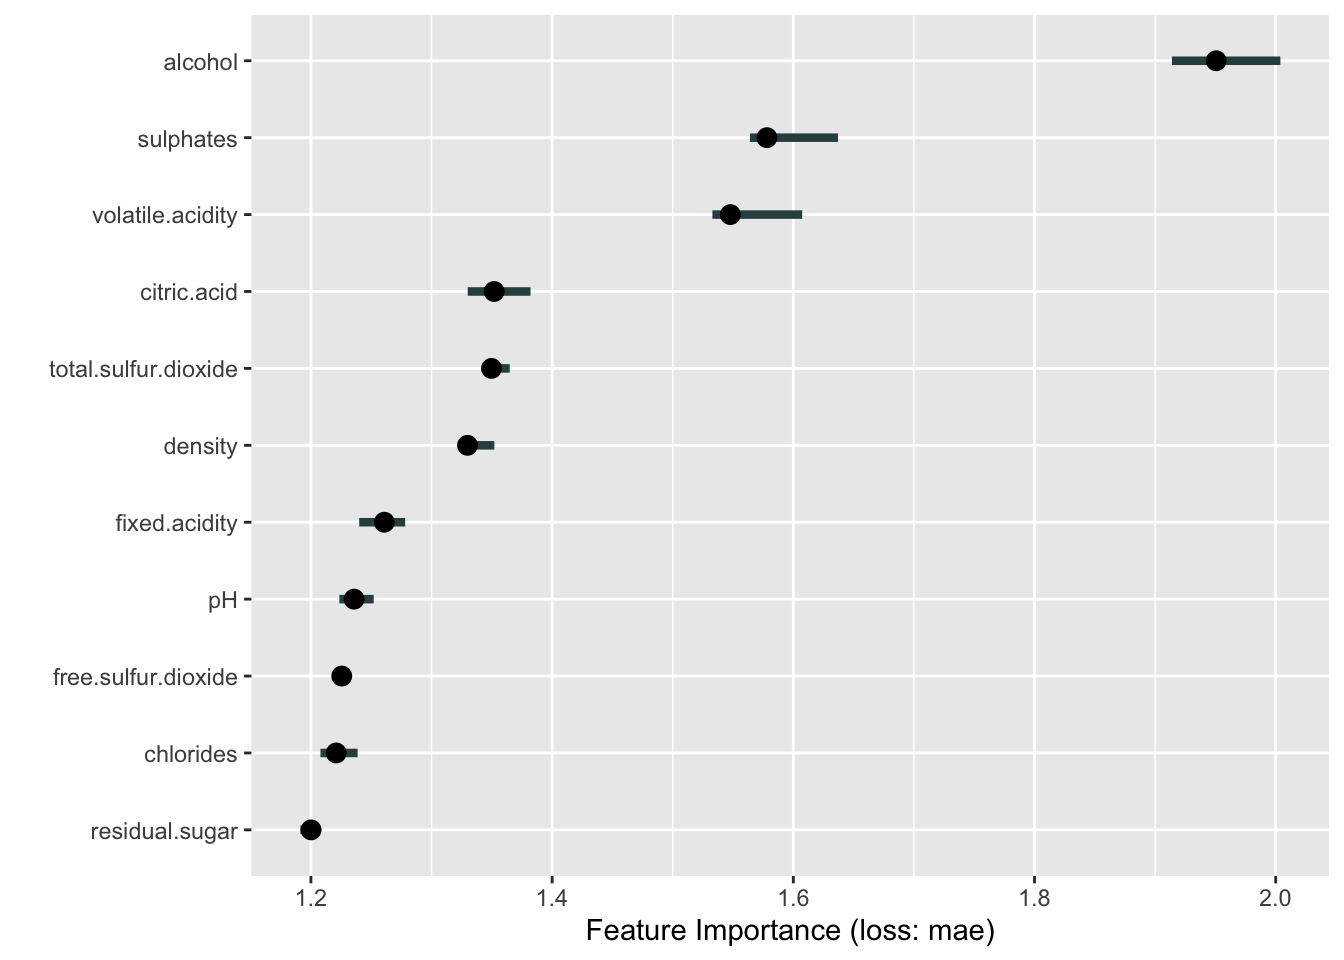 alcohol
sulphates
volatile.acidity
citric.acid
total.sulfur.dioxide
density
fixed.acidity
pH
free.sulfur.dioxide
chlorides
residual.sugar
1.2 1.4 1.6 1.8 2.0
Feature Importance (loss: mae)